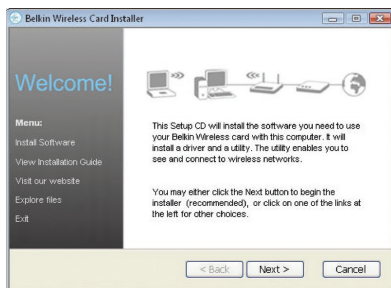 Belkin Wireless Card Installer
Welcome!
Menu:
Install Software
View Installation Guide
Visit our website
Explore files
Exit
This Setup CD will install the software you need to use
your Belkin Wireless card with this computer. It will
install a driver and a utility. The utility enables you to
see and connect to wireless networks.
You may either click the Next button to begin the
installer (recommended), or click on one of the links at
the left for other choices.
< Back
Next >
Cancel